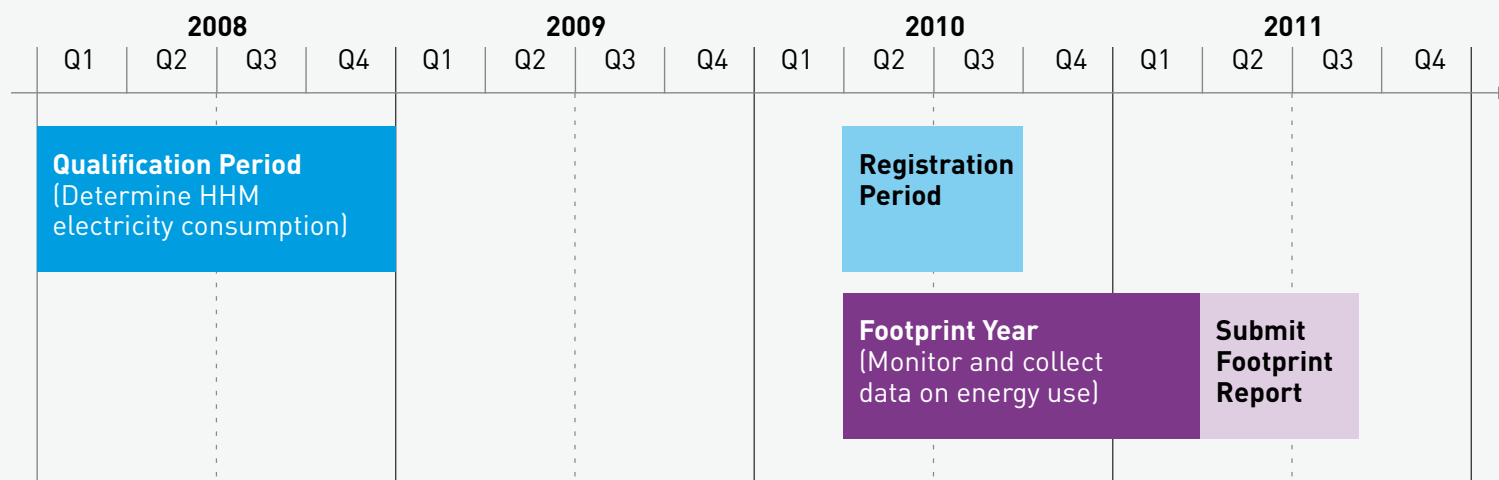 2008 2009 2010 2011
Q1 Q2 Q3 Q4 Q1 Q2 Q3 Q4 Q1 Q2 Q3 Q4 Q1 Q2 Q3 Q4
Qualification Period
(Determine HHM
electricity consumption)
Registration
Period
Footprint Year
(Monitor and collect
data on energy use)
Submit
Footprint
Report